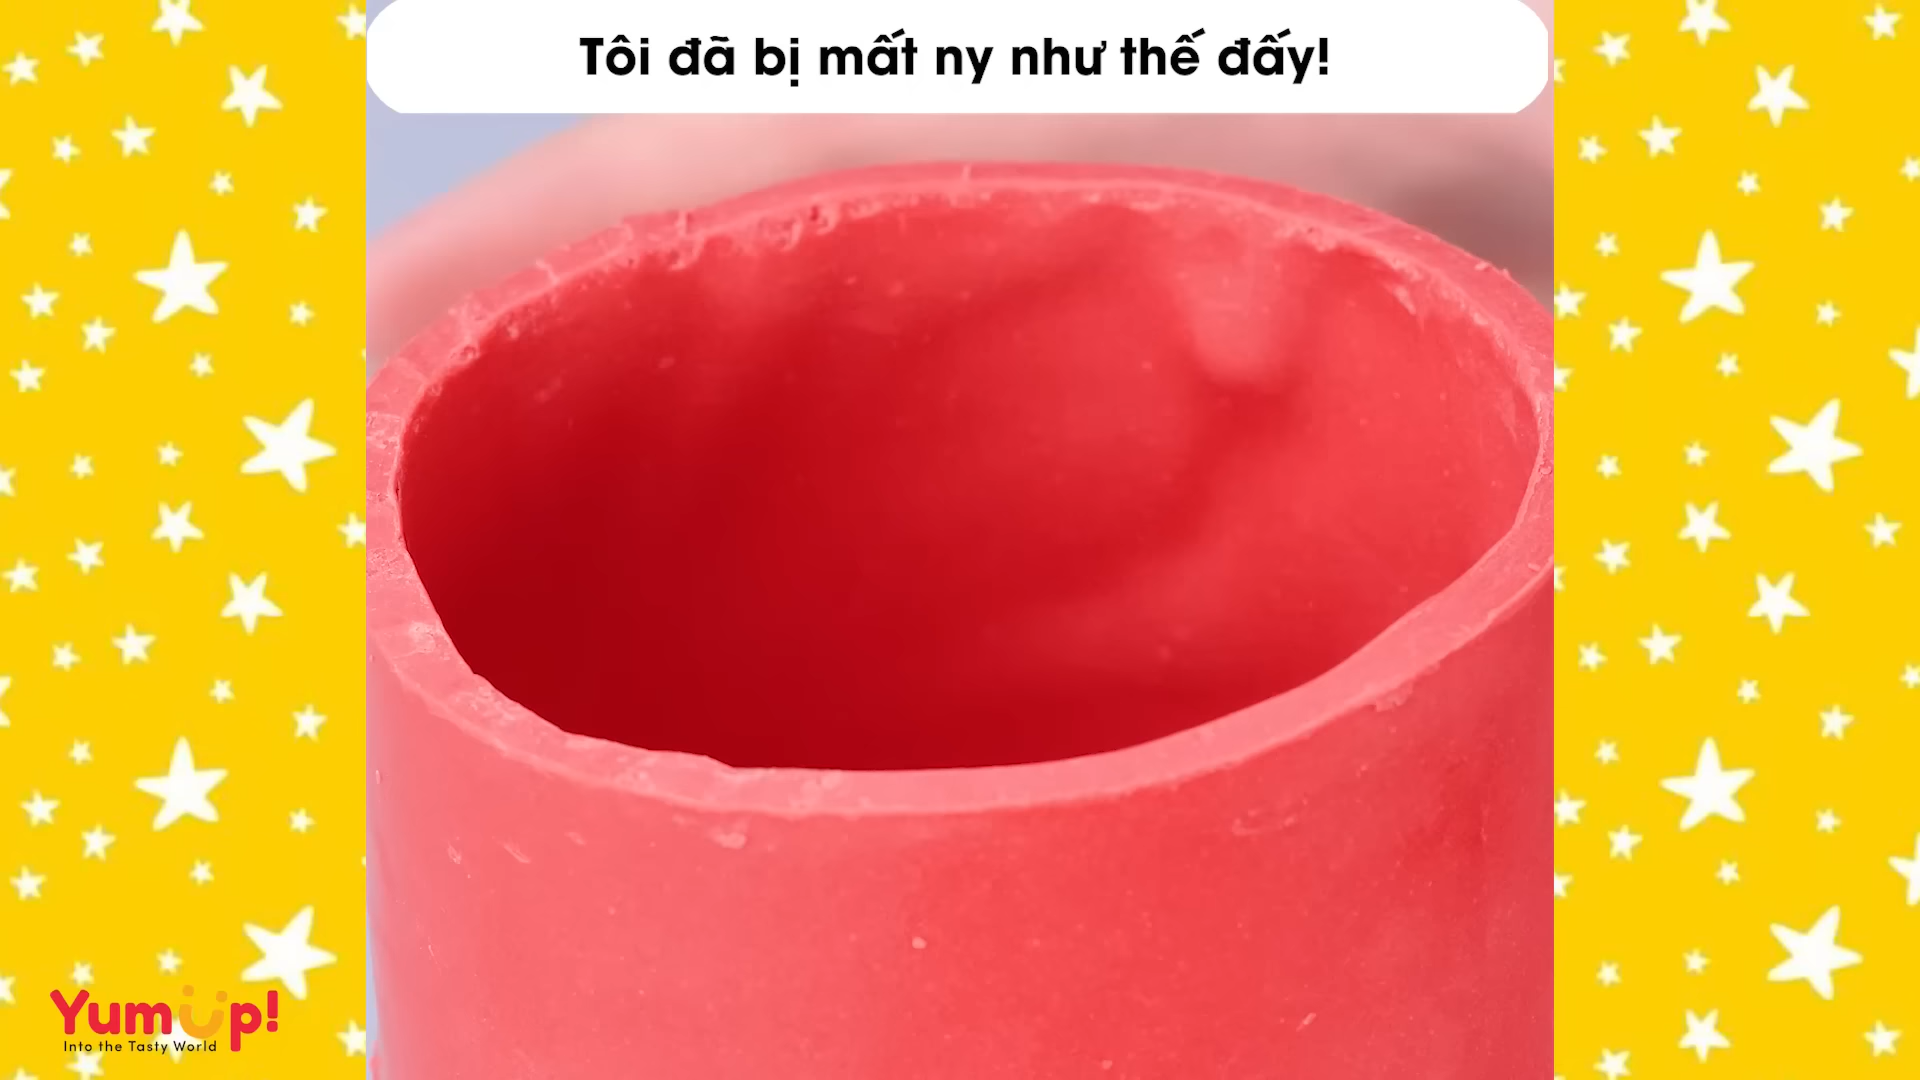 Tôi đã bị mất ny như thế đấy!
YumUp!
Into the Tasty World